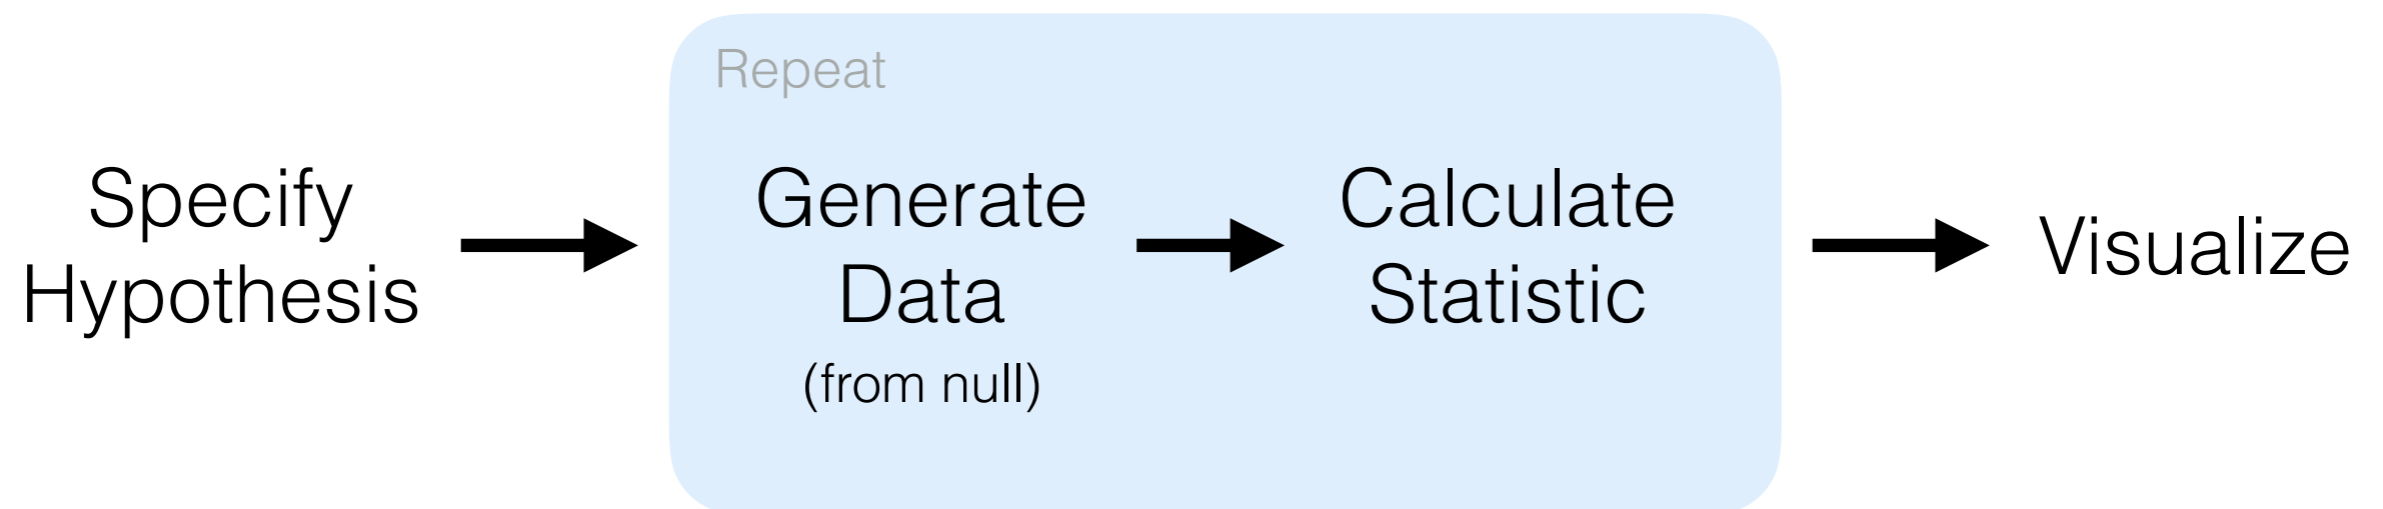 Repeat
Specify
Hypothesis
Generate
Data
(from null)
Calculate
Statistic
Visualize